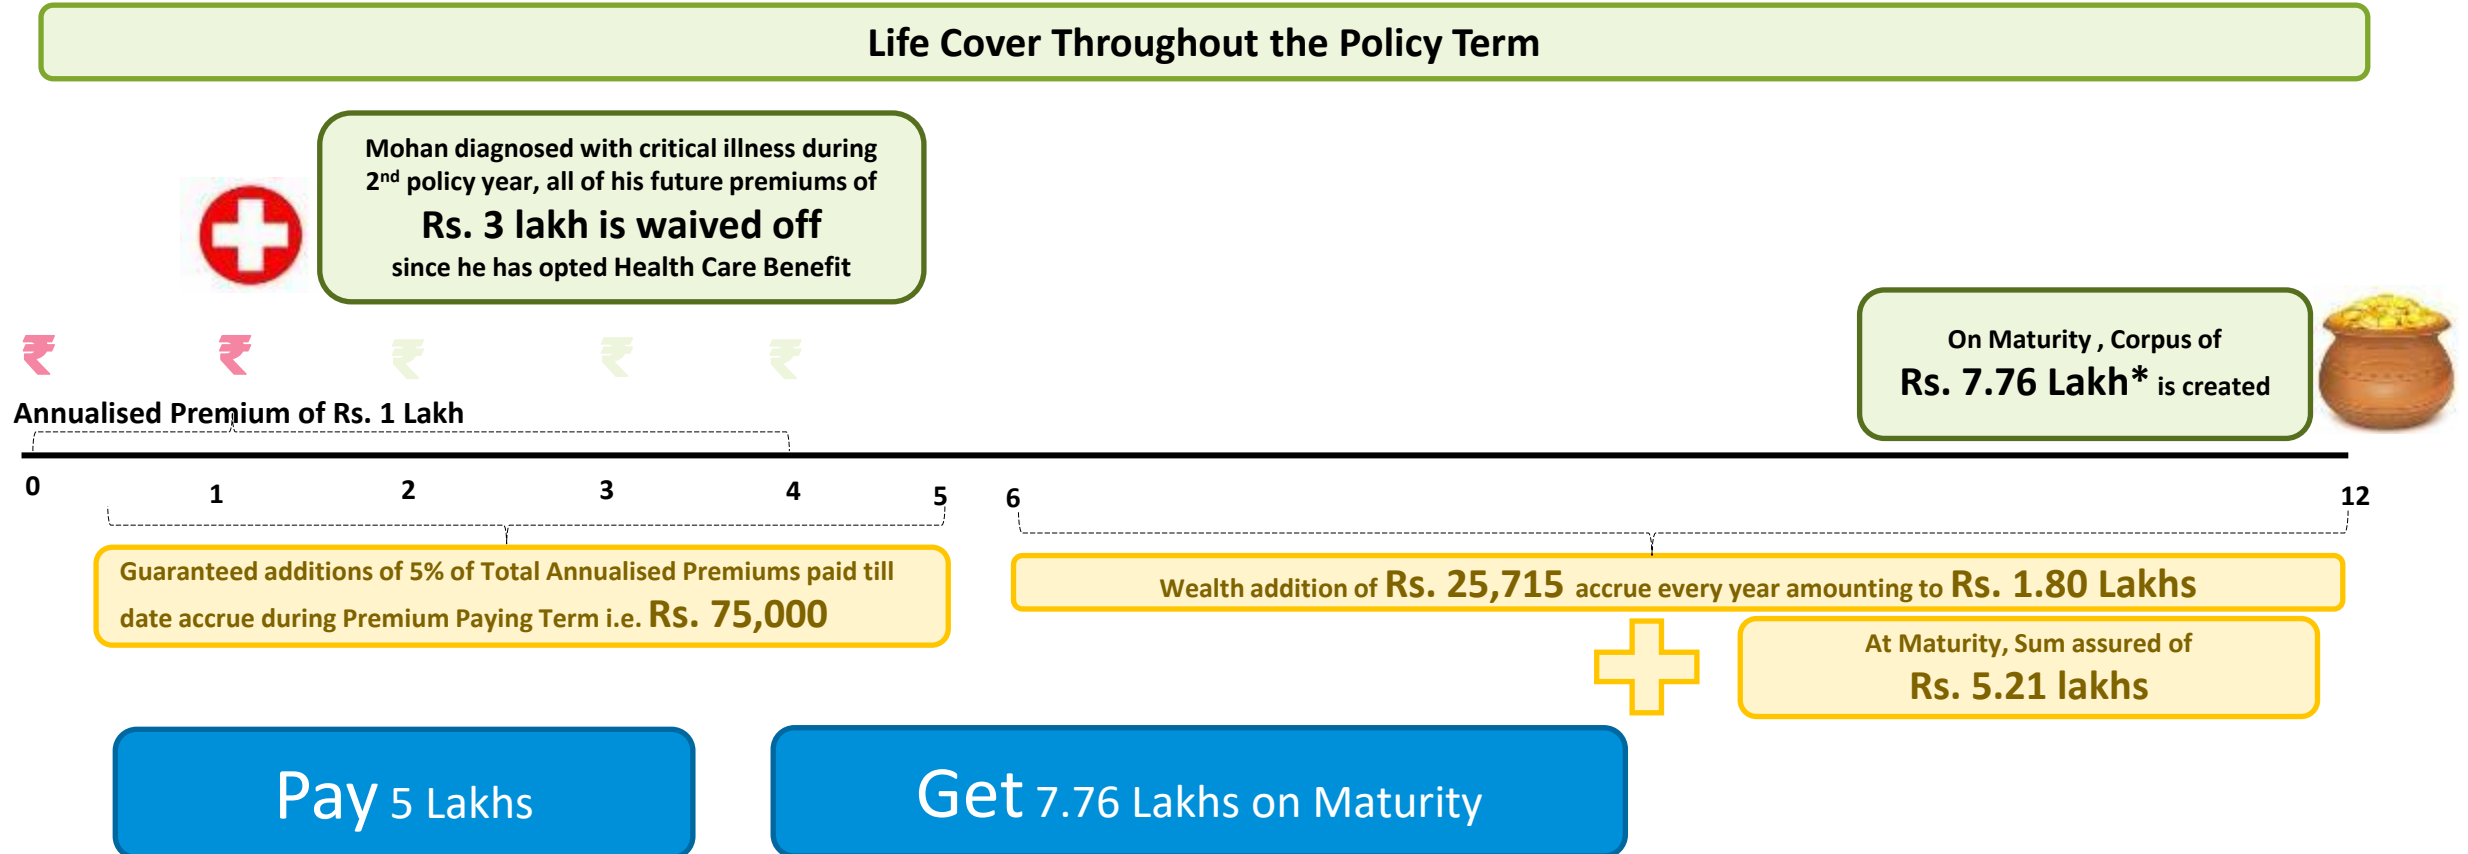 Life Cover Throughout the Policy Term
Mohan diagnosed with critical illness during
2nd policy year, all of his future premiums of
Rs. 3 lakh is waived off
since he has opted Health Care Benefit
₹ ₹ ₹ ₹ ₹
On Maturity , Corpus of
Rs. 7.76 Lakh* is created
Annualised Premium of Rs. 1 Lakh
0 1 2 3 4 5 6 12
Guaranteed additions of 5% of Total Annualised Premiums paid till
date accrue during Premium Paying Term i.e. Rs. 75,000
Wealth addition of Rs. 25,715 accrue every year amounting to Rs. 1.80 Lakhs
At Maturity, Sum assured of
Rs. 5.21 lakhs
Pay 5 Lakhs
Get 7.76 Lakhs on Maturity